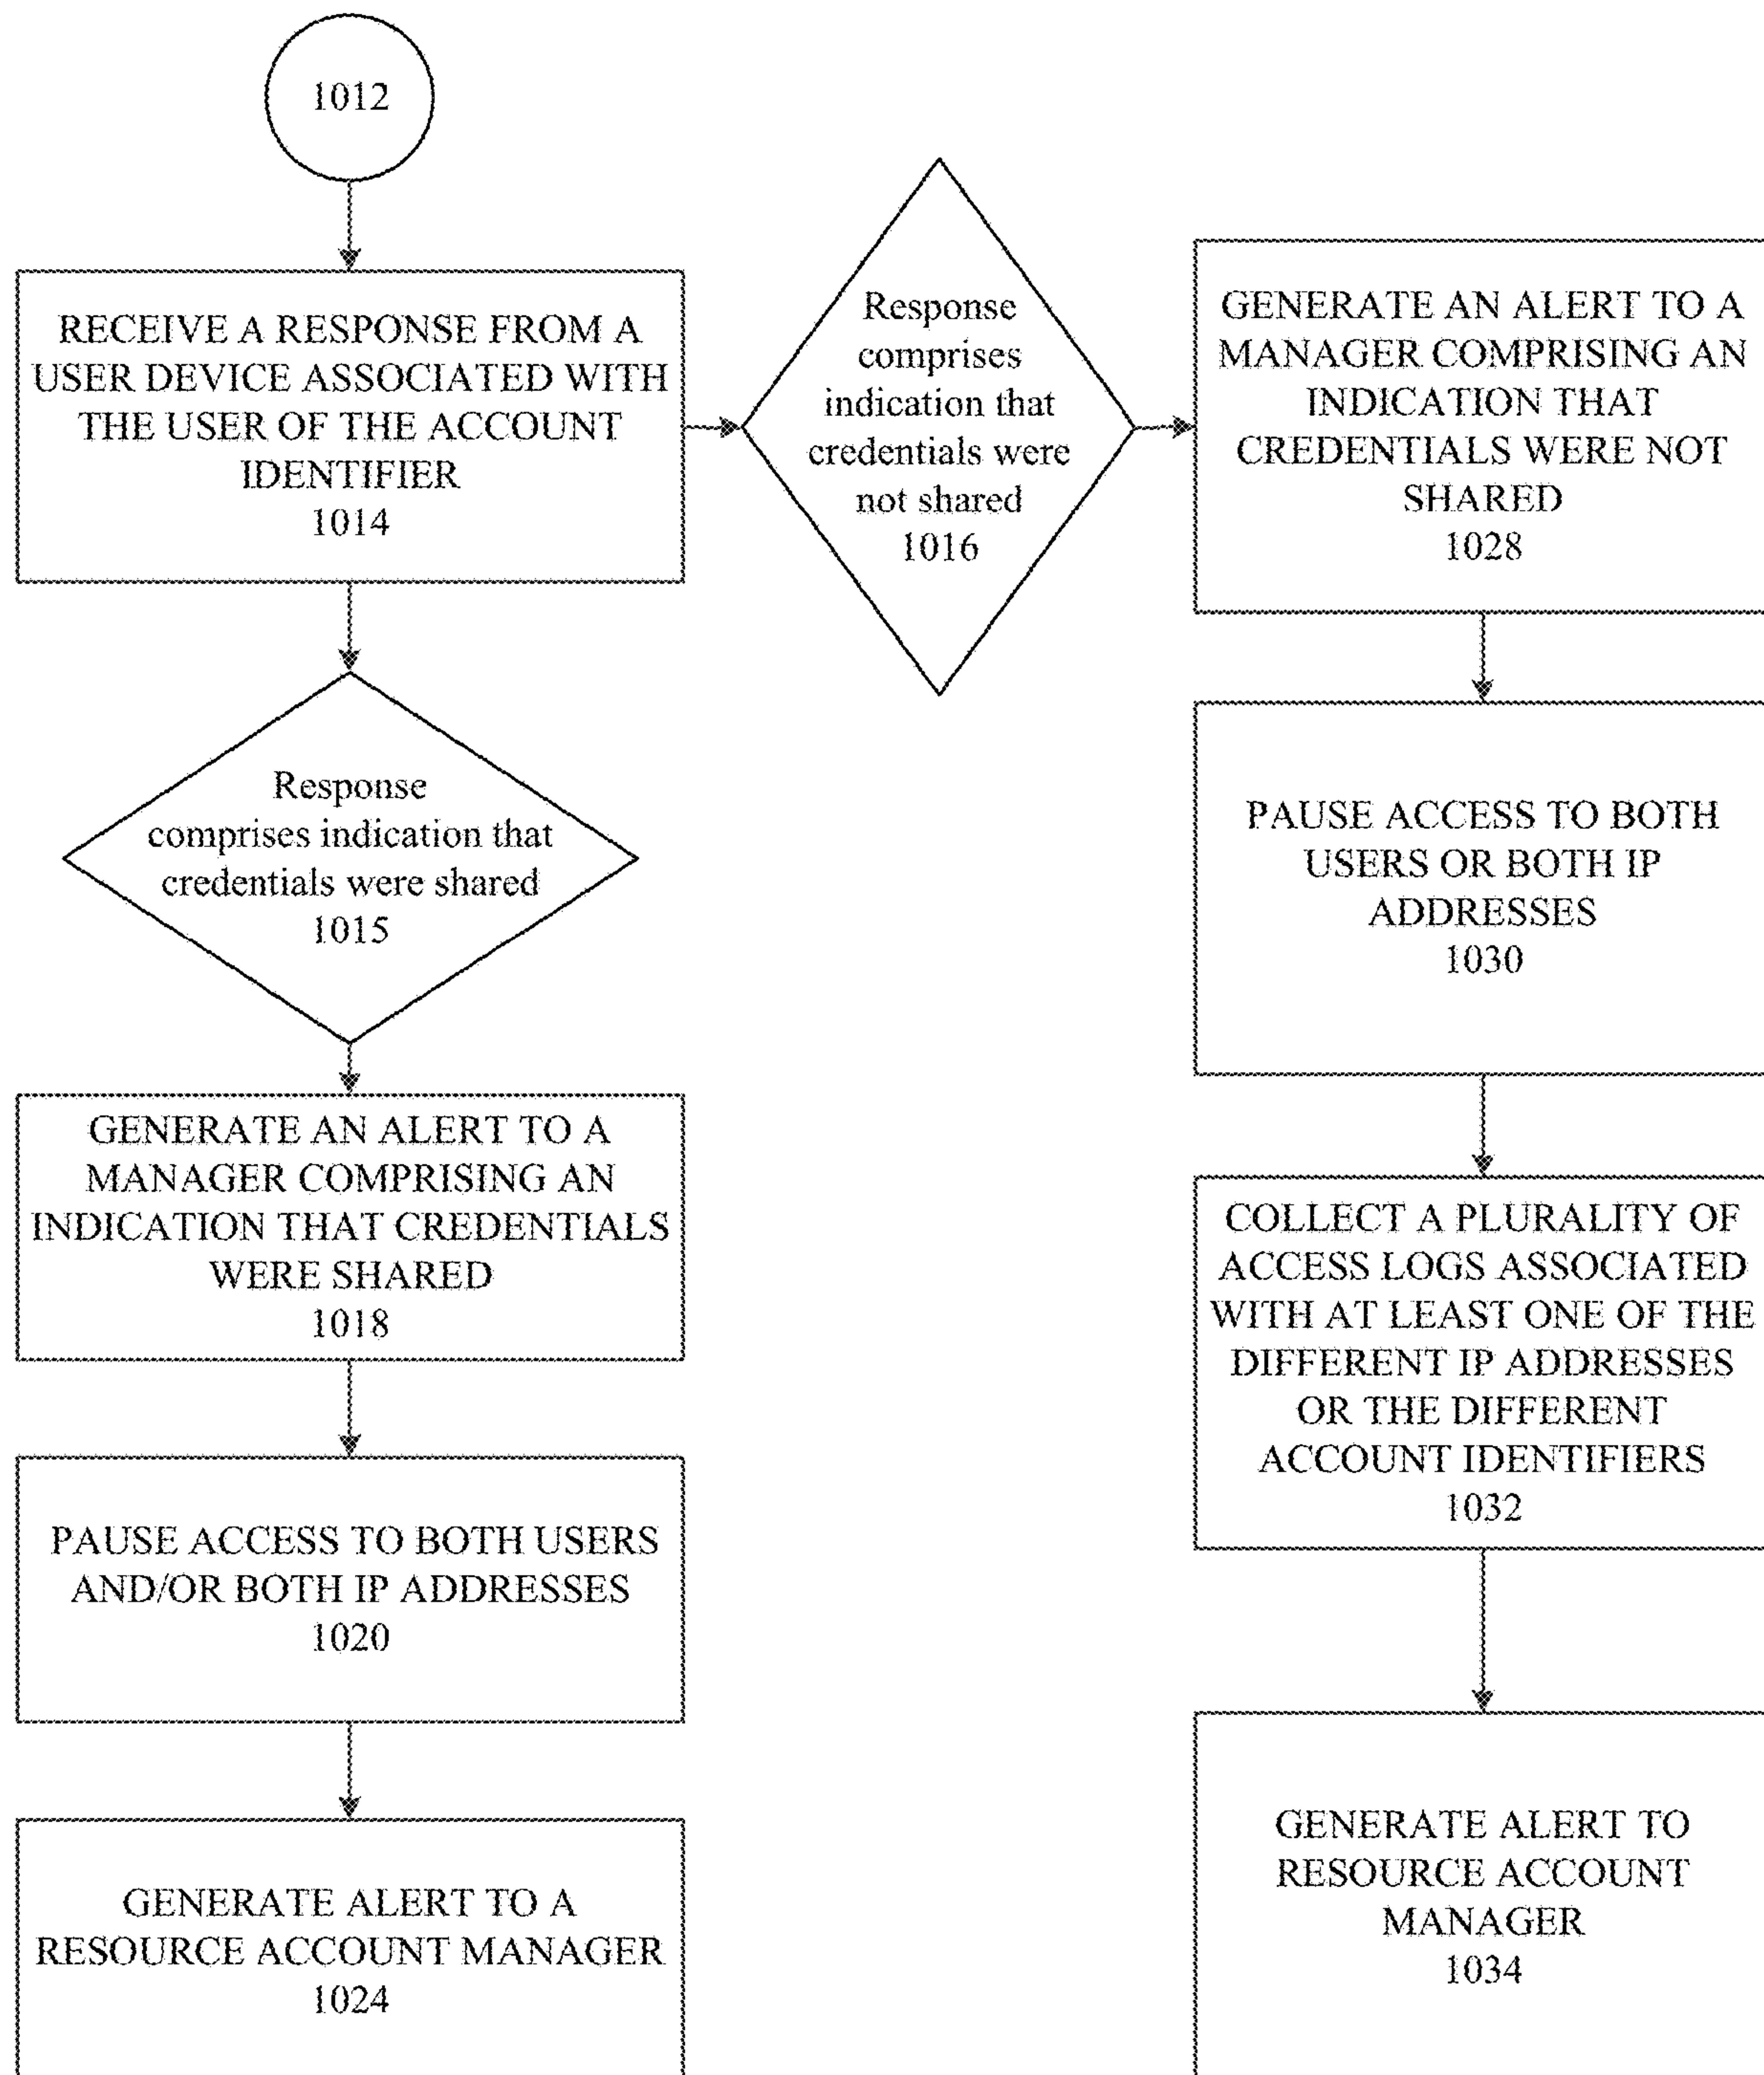 1012
RECEIVE A RESPONSE FROM A
USER DEVICE ASSOCIATED WITH
THE USER OF THE ACCOUNT
IDENTIFIER
1014
Response
comprises
indication that
credentials were
not shared
1016
GENERATE AN ALERT TO A
MANAGER COMPRISING AN
INDICATION THAT
CREDENTIALS WERE NOT
SHARED
1028
Response
comprises indication that
credentials were shared
1015
PAUSE ACCESS TO BOTH
USERS OR BOTH IP
ADDRESSES
1030
GENERATE AN ALERT TO A
MANAGER COMPRISING AN
INDICATION THAT CREDENTIALS
WERE SHARED
1018
COLLECT A PLURALITY OF
ACCESS LOGS ASSOCIATED
WITH AT LEAST ONE OF THE
DIFFERENT IP ADDRESSES
OR THE DIFFERENT
ACCOUNT IDENTIFIERS
1032
PAUSE ACCESS TO BOTH USERS
AND/OR BOTH IP ADDRESSES
1020
GENERATE ALERT TO A
RESOURCE ACCOUNT MANAGER
1024
GENERATE ALERT TO
RESOURCE ACCOUNT
MANAGER
1034